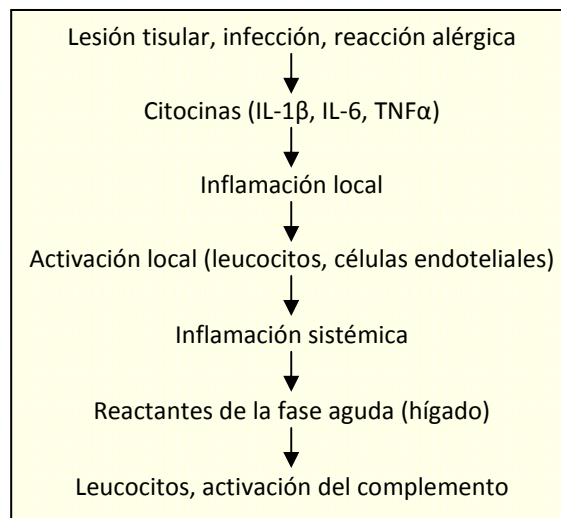 Lesión tisular, infección, reacción alérgica
Citocinas (IL-1β, IL-6, TNFα)
Inflamación local
Activación local (leucocitos, células endoteliales)
Inflamación sistémica
Reactantes de la fase aguda (hígado)
Leucocitos, activación del complemento